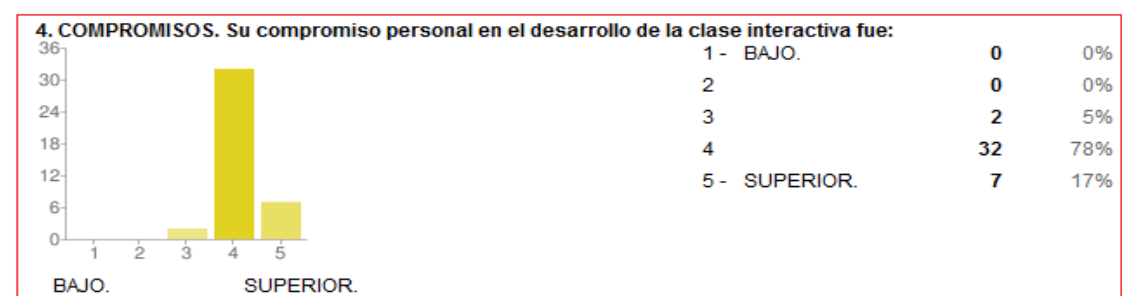 4. COMPROMISOS. Su compromiso personal en el desarrollo de la clase interactiva fue:
36
30
24
18
12
6
0
1 2 3 4 5
BAJO. SUPERIOR.
1 - BAJO. 0 0%
2 0 0%
3 2 5%
4 32 78%
5 - SUPERIOR. 7 17%